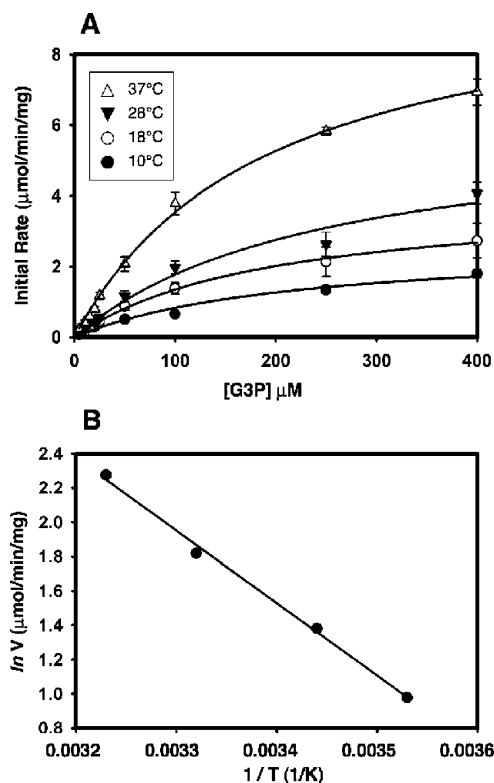 A
37°C
28°C
18°C
10°C
Initial Rate (μmol/min/mg)
8
6
4
2
0
0 100 200 300 400
[G3P] μM
B
ln V (μmol/min/mg)
2.4
2.2
2.0
1.8
1.6
1.4
1.2
1.0
0.8
0.0032 0.0033 0.0034 0.0035 0.0036
1 / T (1/K)